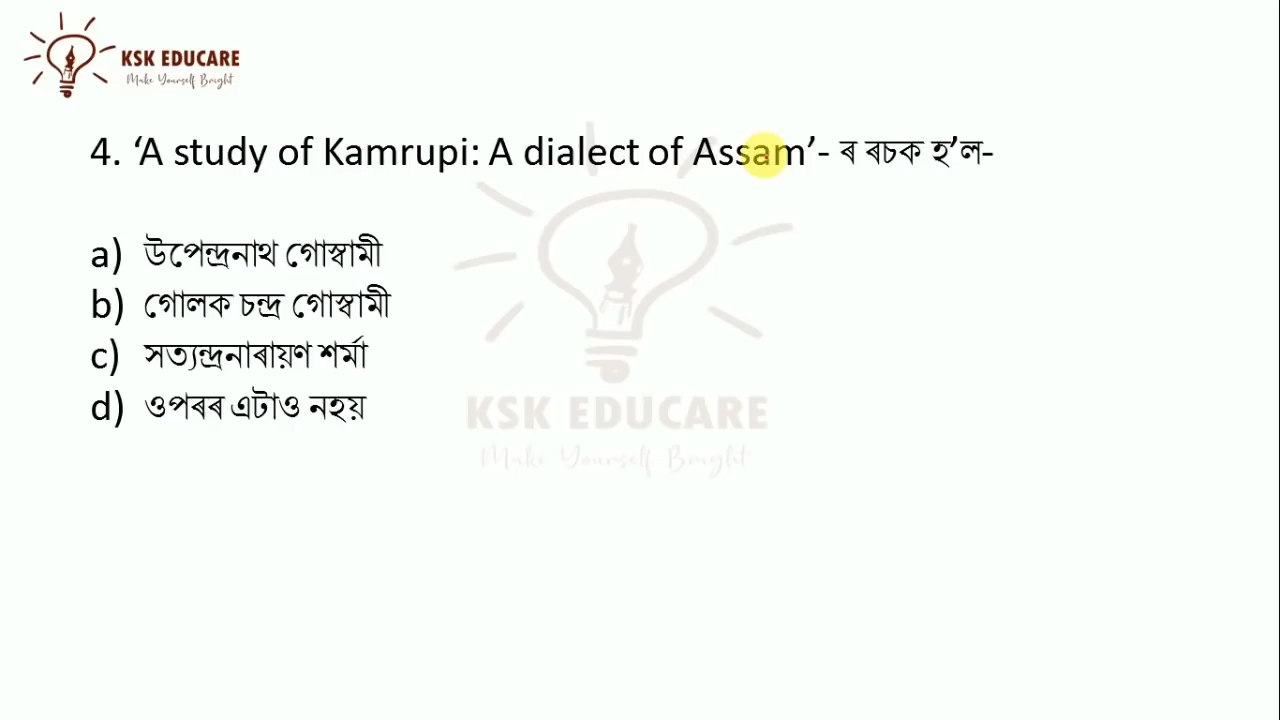 KSK EDUCARE
Make Yourself Bright
4. ‘A study of Kamrupi: A dialect of Assam’- ৰ ৰচক হ’ল-
a) উপেন্দ্ৰনাথ গোস্বামী
b) গোলক চন্দ্ৰ গোস্বামী
c) সত্যন্দ্ৰনাৰায়ণ শৰ্মা
d) ওপৰৰ এটাও নহয়
KSK EDUCARE
Make Yourself Bright